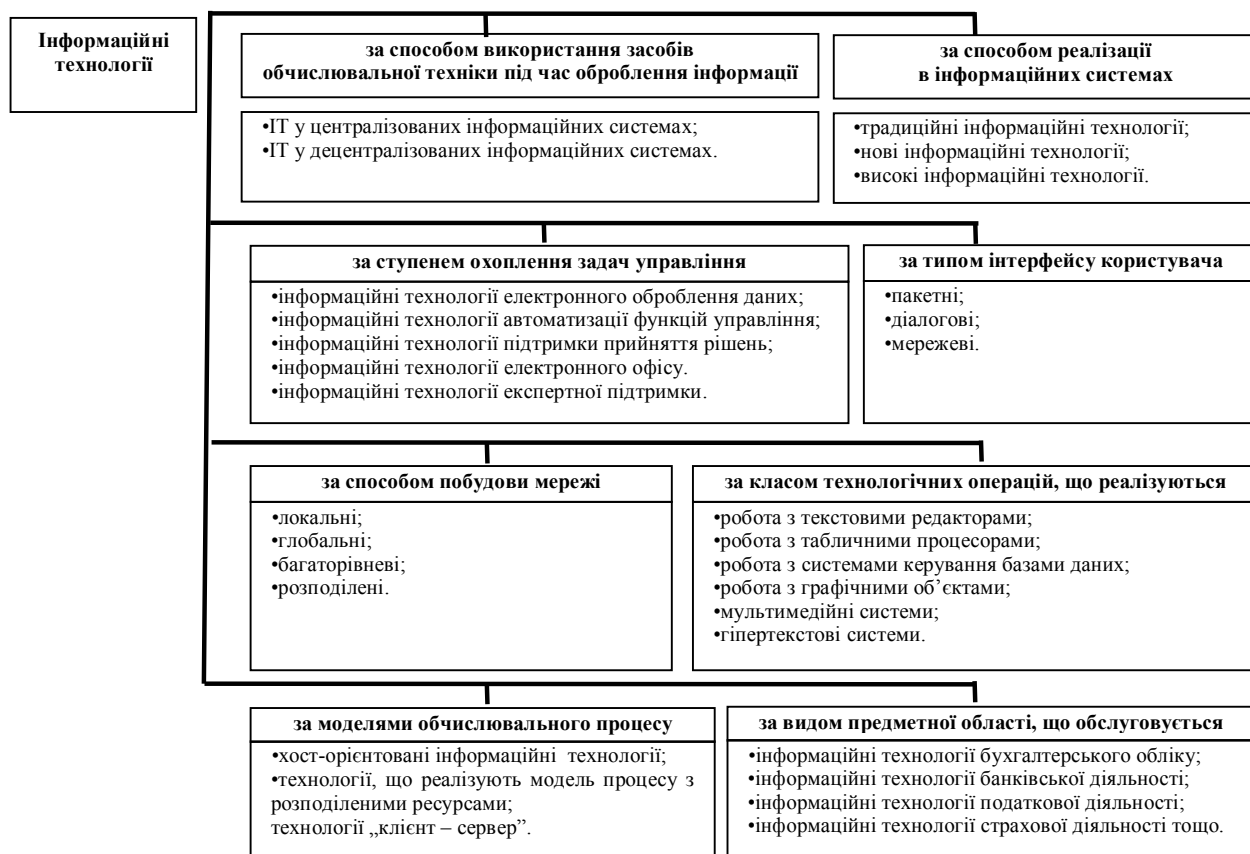 Інформаційні
технології
за способом використання засобів
обчислювальної техніки під час оброблення інформації
•ІТ у централізованих інформаційних системах;
•ІТ у децентралізованих інформаційних системах.
за способом реалізації
в інформаційних системах
•традиційні інформаційні технології;
•нові інформаційні технології;
•високі інформаційні технології.
за ступенем охоплення задач управління
•інформаційні технології електронного оброблення даних;
•інформаційні технології автоматизації функцій управління;
•інформаційні технології підтримки прийняття рішень;
•інформаційні технології електронного офісу.
•інформаційні технології експертної підтримки.
за типом інтерфейсу користувача
•пакетні;
•діалогові;
•мережеві.
за способом побудови мережі
•локальні;
•глобальні;
•багаторівневі;
•розподілені.
за класом технологічних операцій, що реалізуються
•робота з текстовими редакторами;
•робота з табличними процесорами;
•робота з системами керування базами даних;
•робота з графічними об’єктами;
•мультимедійні системи;
•гіпертекстові системи.
за моделями обчислювального процесу
•хост-орієнтовані інформаційні технології;
•технології, що реалізують модель процесу з
розподіленими ресурсами;
технології „клієнт – сервер”.
за видом предметної області, що обслуговується
•інформаційні технології бухгалтерського обліку;
•інформаційні технології банківської діяльності;
•інформаційні технології податкової діяльності;
•інформаційні технології страхової діяльності тощо.